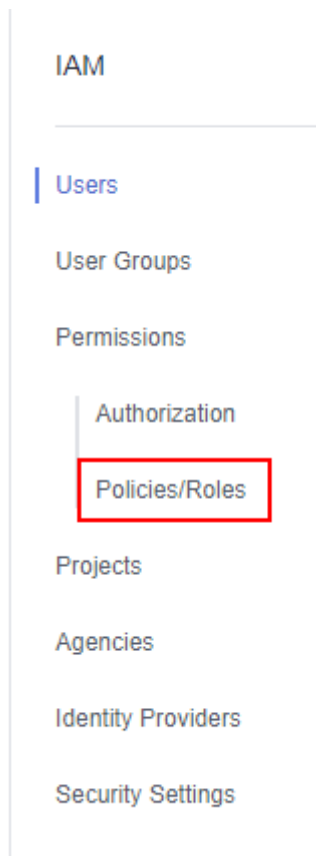 IAM
Users
User Groups
Permissions
Authorization
Policies/Roles
Projects
Agencies
Identity Providers
Security Settings